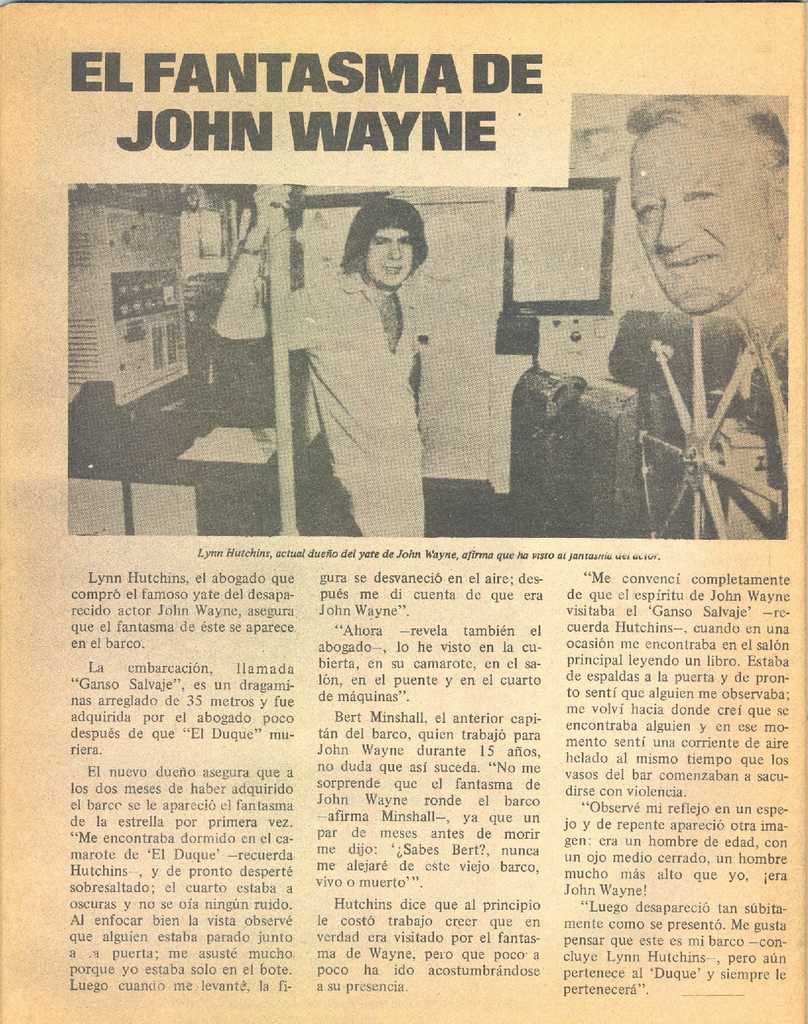 EL FANTASMA DE
JOHN WAYNE
Lynn Hutchins, actual dueño del yate de John Wayne, afirma que ha visto al fantasma del actor.
Lynn Hutchins, el abogado que
compró el famoso yate del desapa-
recido actor John Wayne, asegura
que el fantasma de éste se aparece
en el barco.
La embarcación, llamada
“Ganso Salvaje”, es un dragami-
nas arreglado de 35 metros y fue
adquirida por el abogado poco
después de que “El Duque” mu-
riera.
El nuevo dueño asegura que a
los dos meses de haber adquirido
el barco se le apareció el fantasma
de la estrella por primera vez.
“Me encontraba dormido en el ca-
marote de ‘El Duque’ —recuerda
Hutchins—, y de pronto desperté
sobresaltado; el cuarto estaba a
oscuras y no se oía ningún ruido.
Al enfocar bien la vista observé
que alguien estaba parado junto
a la puerta; me asusté mucho
porque yo estaba solo en el bote.
Luego cuando me levanté, la fi-
gura se desvaneció en el aire; des-
pués me di cuenta de que era
John Wayne”.
“Ahora —revela también el
abogado—, lo he visto en la cu-
bierta, en su camarote, en el sa-
lón, en el puente y en el cuarto
de máquinas”.
Bert Minshall, el anterior capi-
tán del barco, quien trabajó para
John Wayne durante 15 años,
no duda que así suceda. “No me
sorprende que el fantasma de
John Wayne ronde el barco
—afirma Minshall—, ya que un
par de meses antes de morir
me dijo: ‘¿Sabes Bert?, nunca
me alejaré de este viejo barco,
vivo o muerto’”.
Hutchins dice que al principio
le costó trabajo creer que en
verdad era visitado por el fantas-
ma de Wayne, pero que poco a
poco ha ido acostumbrándose
a su presencia.
“Me convencí completamente
de que el espíritu de John Wayne
visitaba el ‘Ganso Salvaje’ —re-
cuerda Hutchins—, cuando en una
ocasión me encontraba en el salón
principal leyendo un libro. Estaba
de espaldas a la puerta y de pron-
to sentí que alguien me observaba;
me volví hacia donde creí que se
encontraba alguien y en ese mo-
mento sentí una corriente de aire
helado al mismo tiempo que los
vasos del bar comenzaban a sacu-
dirse con violencia.
“Observé mi reflejo en un espe-
jo y de repente apareció otra ima-
gen: era un hombre de edad, con
un ojo medio cerrado, un hombre
mucho más alto que yo, ¡era
John Wayne!
“Luego desapareció tan súbita-
mente como se presentó. Me gusta
pensar que este es mi barco —con-
cluye Lynn Hutchins—, pero aún
pertenece al ‘Duque’ y siempre le
pertenecerá”.